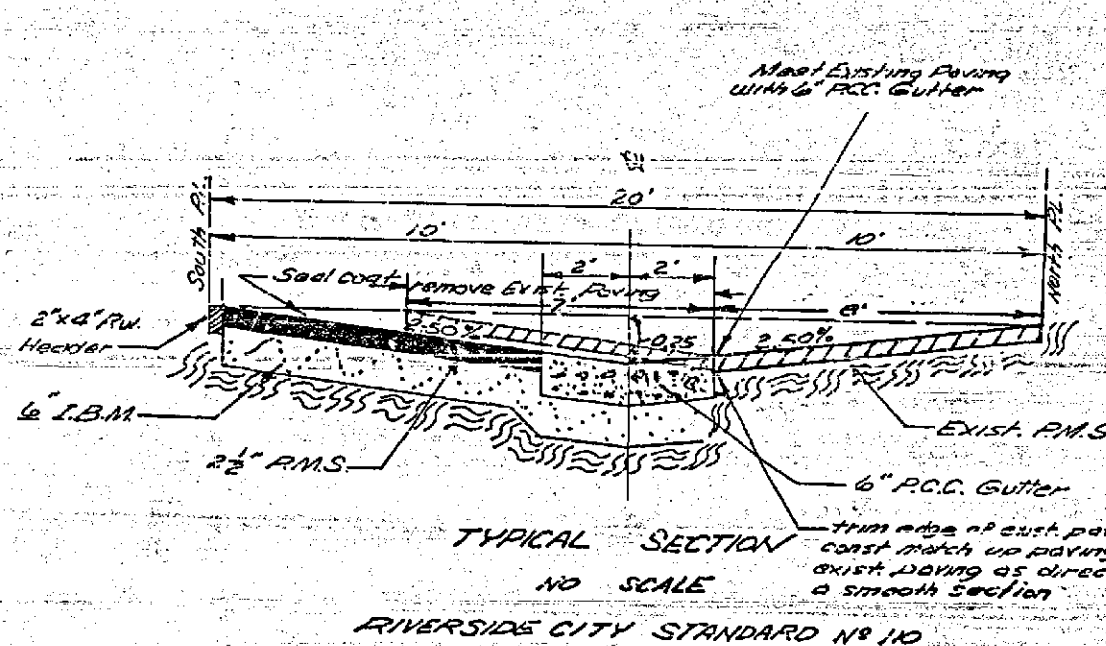 Meet Existing Paving
with 6" P.C.C. Gutter
South P.L.
North P.L.
20'
10'
10'
2'
2'
Seal coat
remove Exist. Paving
7'
8'
2"x4" Rw.
Header
2.50%
-0.25
2.50%
6" I.B.M.
2½" P.M.S.
Exist. P.M.S
6" P.C.C. Gutter
trim edge of exist. pav
const match up paving
exist. paving as direc
a smooth section
TYPICAL SECTION
NO SCALE
RIVERSIDE CITY STANDARD Nº 110